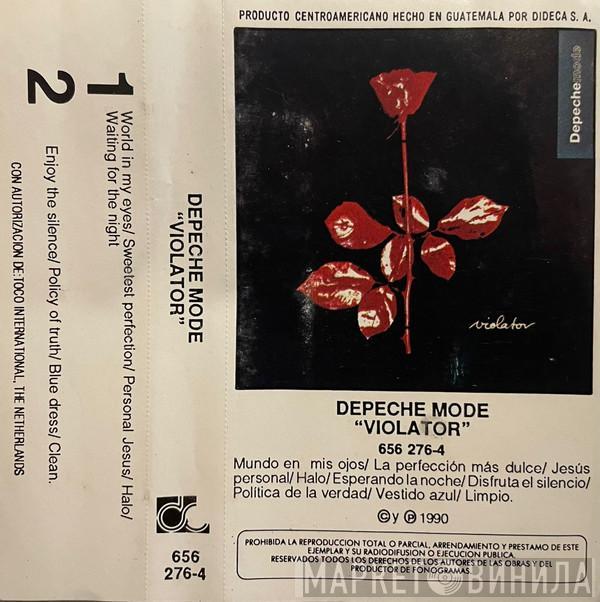 PRODUCTO CENTROAMERICANO HECHO EN GUATEMALA POR DIDECA S. A.
Depeche mode
violator
DEPECHE MODE
“VIOLATOR”
656 276-4
Mundo en mis ojos/ La perfección más dulce/ Jesús
personal/ Halo/ Esperando la noche/ Disfruta el silencio/
Política de la verdad/ Vestido azul/ Limpio.
© y ℗ 1990
PROHIBIDA LA REPRODUCCION TOTAL O PARCIAL, ARRENDAMIENTO Y PRESTAMO DE ESTE
EJEMPLAR Y SU RADIODIFUSION O EJECUCION PUBLICA.
RESERVADOS TODOS LOS DERECHOS DE LOS AUTORES DE LAS OBRAS Y DEL
PRODUCTOR DE FONOGRAMAS.
DEPECHE MODE
“VIOLATOR”
656
276-4
1
World in my eyes/ Sweetest perfection/ Personal Jesus/ Halo/
Waiting for the night
2
Enjoy the silence/ Policy of truth/ Blue dress/ Clean.
CON AUTORIZACION DE: TOCO INTERNATIONAL, THE NETHERLANDS
МАРКЕТ ВИНИЛА